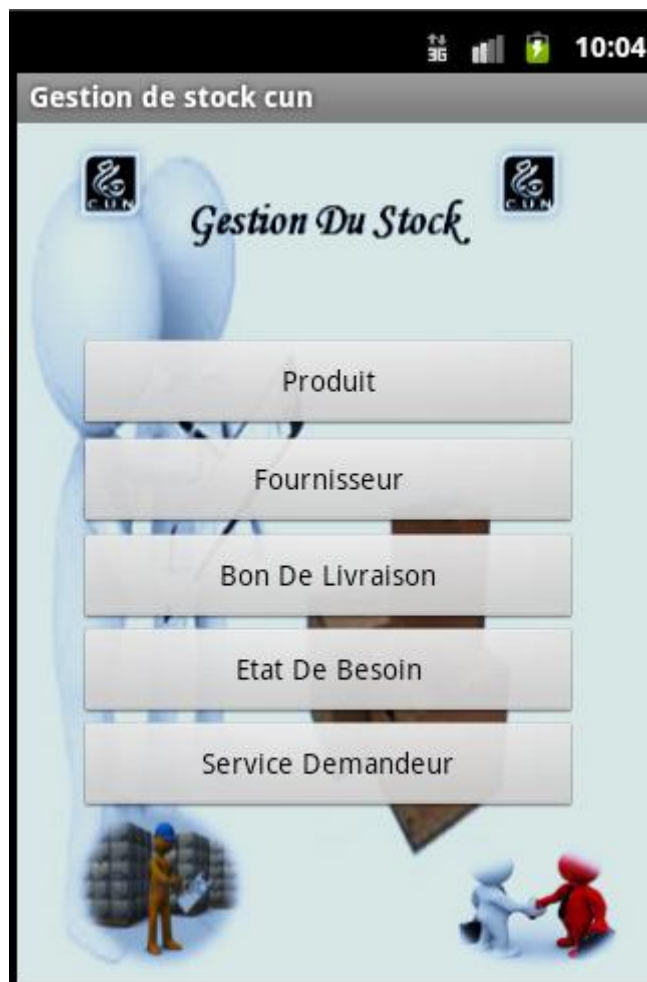 3G 10:04
Gestion de stock cun
C.U.N C.U.N
Gestion Du Stock
Produit
Fournisseur
Bon De Livraison
Etat De Besoin
Service Demandeur